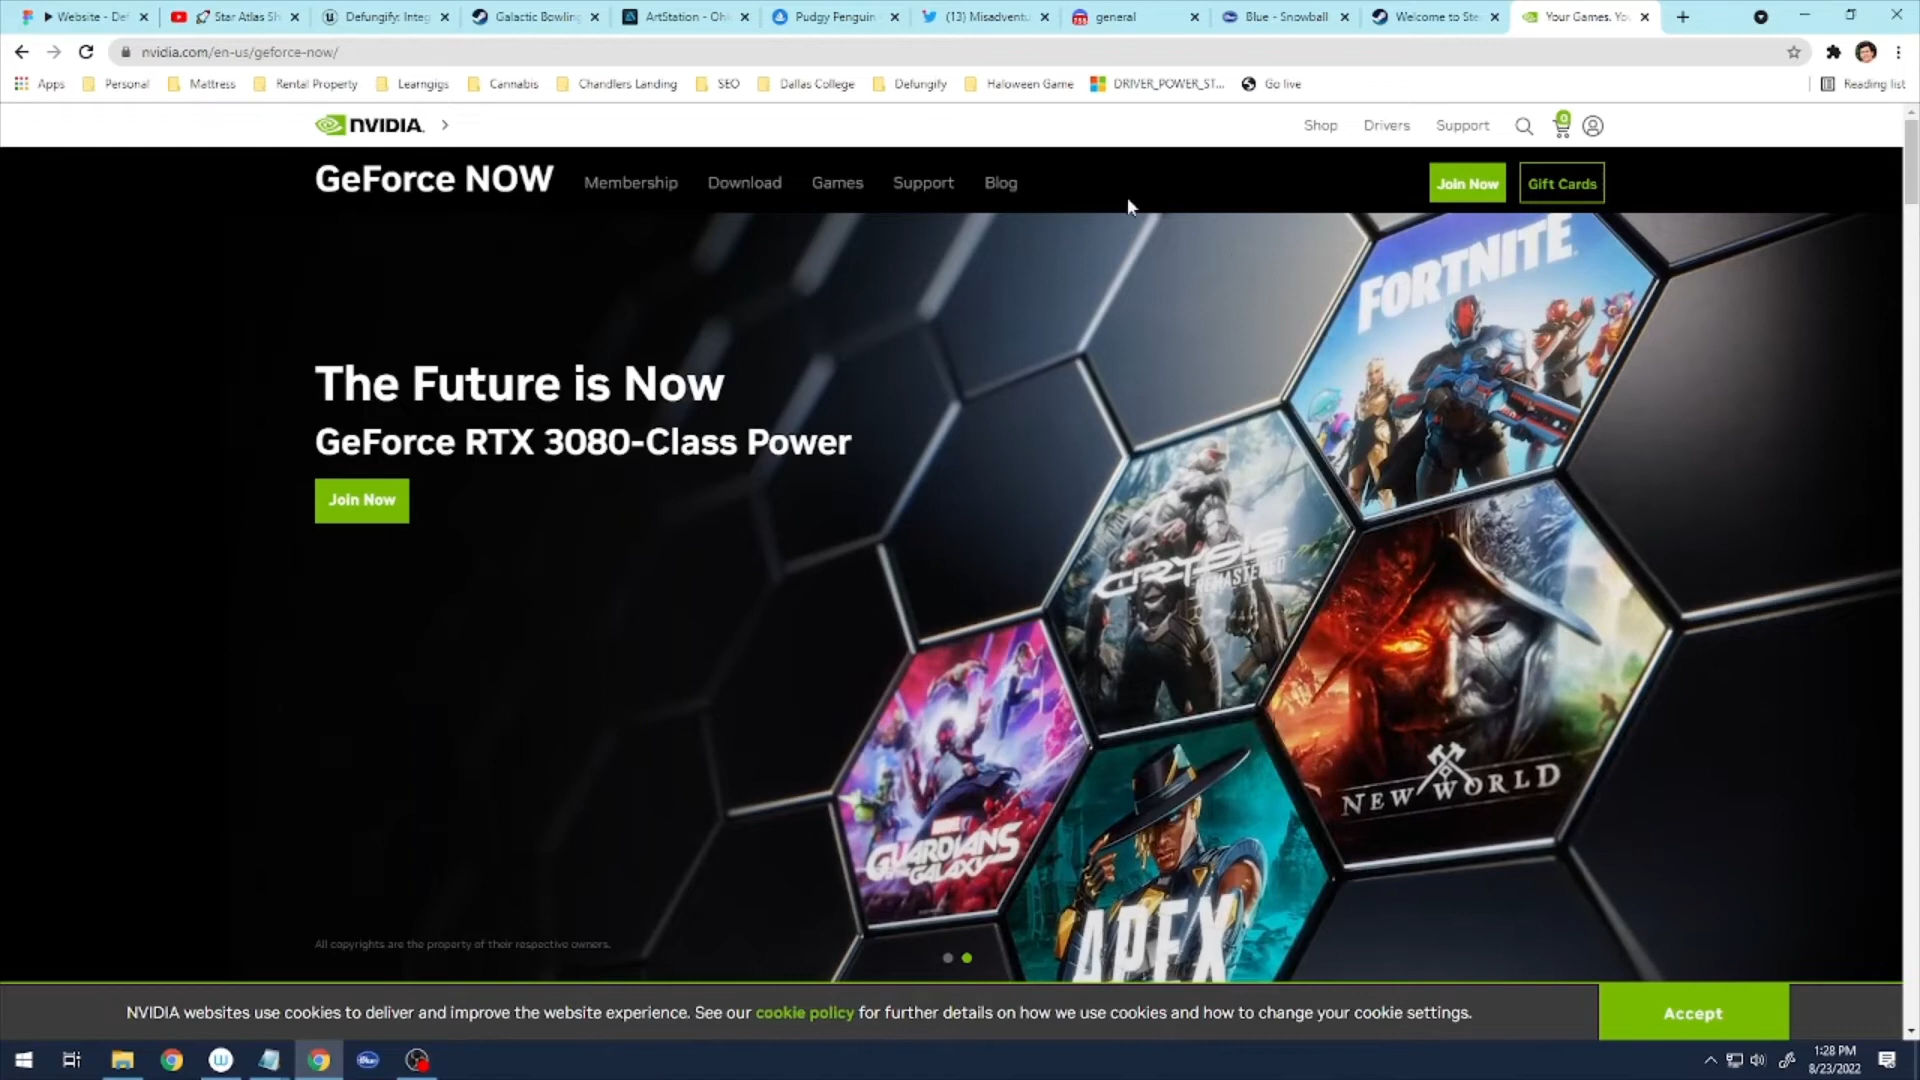 Website - Def
Star Atlas Sh
Defungify: Integ
Galactic Bowling
ArtStation - Ohi
Pudgy Penguin
(13) Misadventu
general
Blue - Snowball
Welcome to Ste
Your Games. Yo
nvidia.com/en-us/geforce-now/
Apps Personal Mattress Rental Property Learngigs Cannabis Chandlers Landing SEO Dallas College Defungify Haloween Game DRIVER_POWER_ST... Go live Reading list
NVIDIA. Shop Drivers Support 0
GeForce NOW Membership Download Games Support Blog Join Now Gift Cards
FORTNITE
The Future is Now
GeForce RTX 3080-Class Power
Join Now
CRYSIS
REMASTERED
NEW WORLD
MARVEL
GUARDIANS
GALAXY
APEX
All copyrights are the property of their respective owners.
NVIDIA websites use cookies to deliver and improve the website experience. See our cookie policy for further details on how we use cookies and how to change your cookie settings. Accept
Blue
1:28 PM
8/23/2022